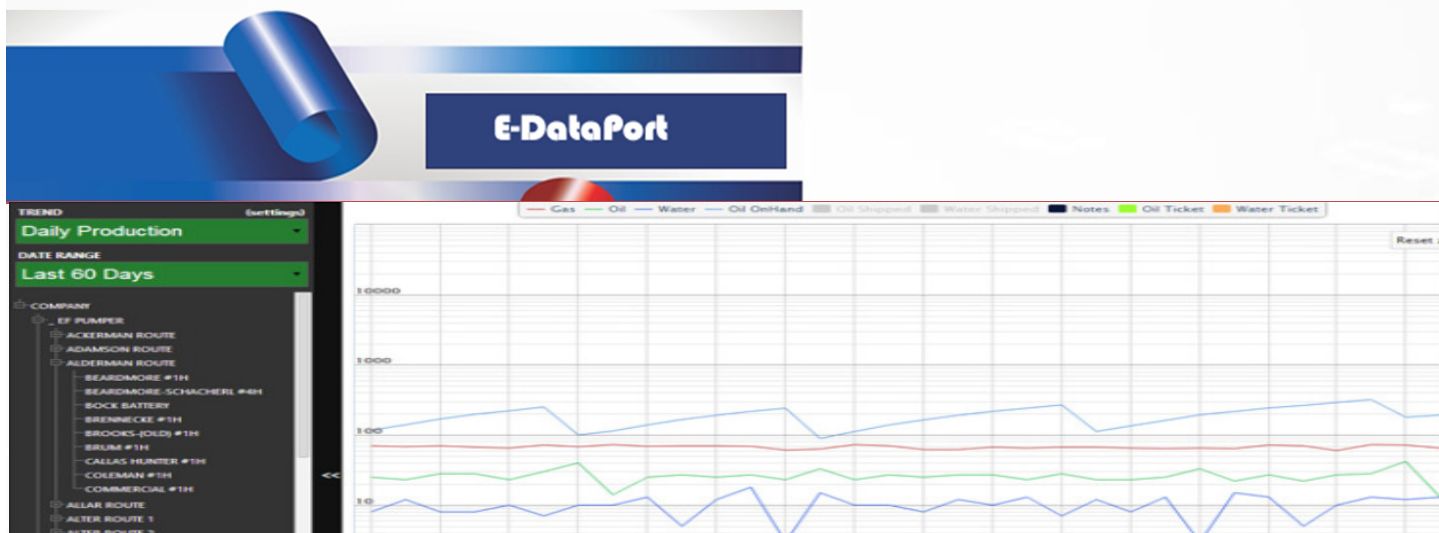 E-DataPort
TREND (settings)
Daily Production
DATE RANGE
Last 60 Days
COMPANY
_ EF PUMPER
ACKERMAN ROUTE
ADAMSON ROUTE
ALDERMAN ROUTE
BEARDMORE #1H
BEARDMORE-SCHACHERL #4H
BOCK BATTERY
BRENNECKE #1H
BROOKS-(OLD) #1H
BRUM #1H
CALLAS HUNTER #1H
COLEMAN #1H
COMMERCIAL #1H
ALLAR ROUTE
ALTER ROUTE 1
ALTER ROUTE 2
<<
Gas Oil Water Oil OnHand Oil Shipped Water Shipped Notes Oil Ticket Water Ticket
Reset
10000
1000
100
10